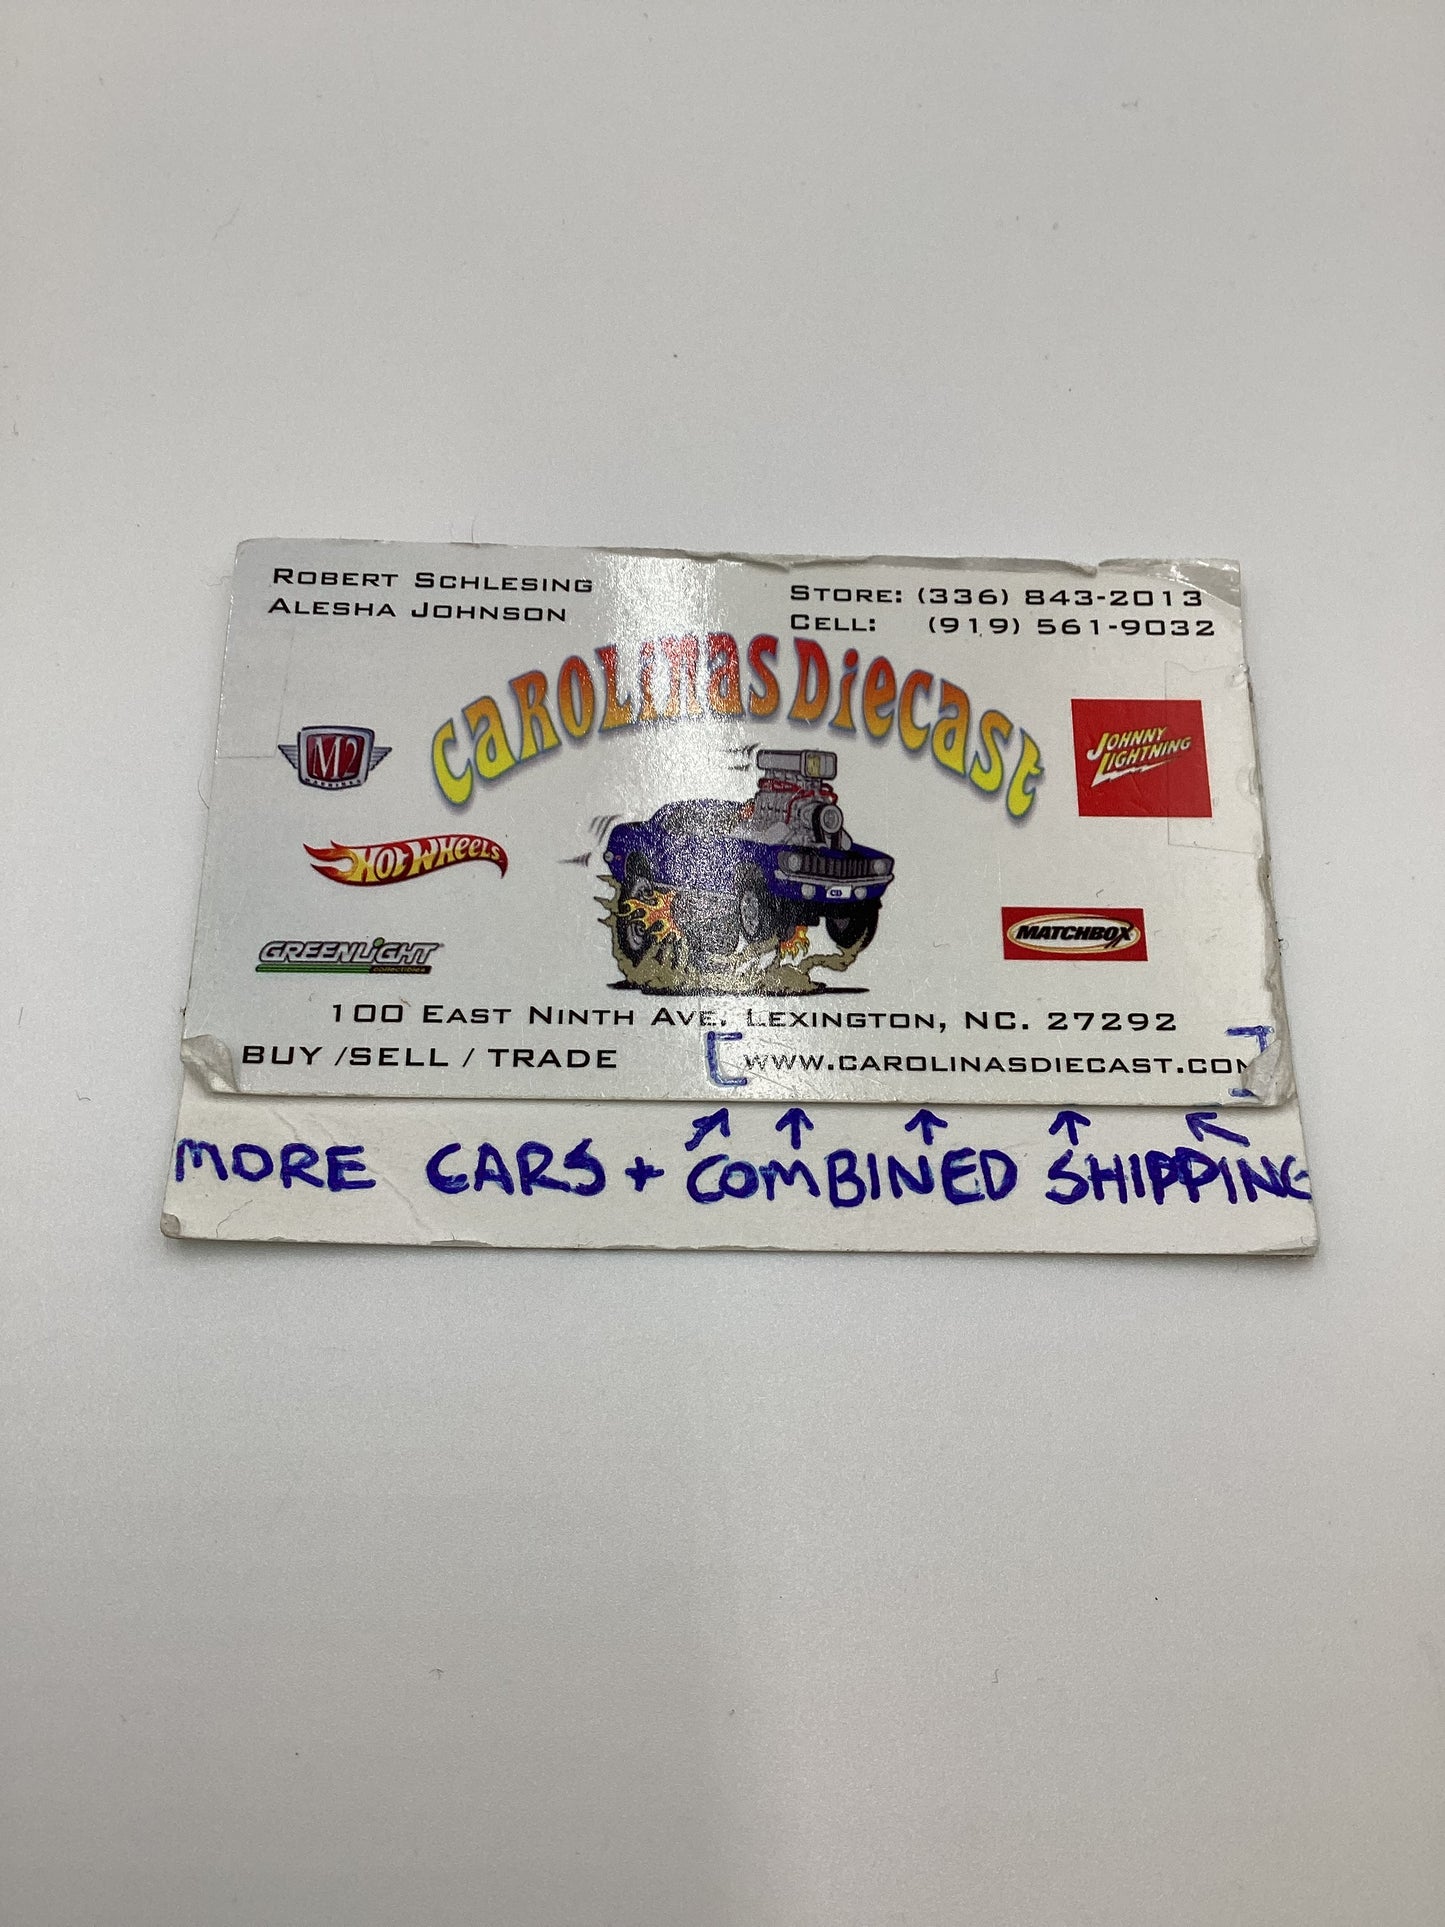 ROBERT SCHLESING
ALESHA JOHNSON
STORE: (336) 843-2013
CELL: (919) 561-9032
CAROLINAS DIECAST
M2
MACHINES
JOHNNY LIGHTNING
HOT WHEELS
GREENLIGHT
collectibles
MATCHBOX
100 EAST NINTH AVE. LEXINGTON, NC. 27292
BUY /SELL / TRADE
[WWW.CAROLINASDIECAST.COM]
↗ ↑ ↑ ↑ ↖
MORE CARS + COMBINED SHIPPING